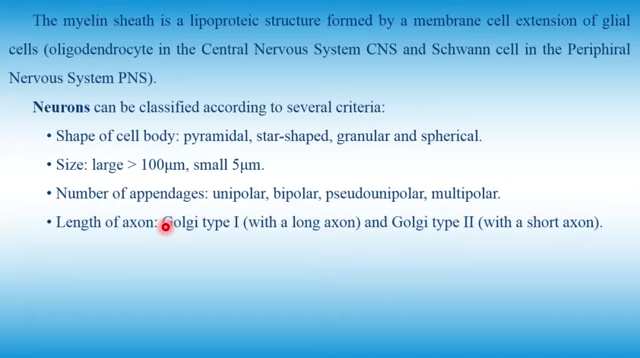 The myelin sheath is a lipoproteic structure formed by a membrane cell extension of glial
cells (oligodendrocyte in the Central Nervous System CNS and Schwann cell in the Periphiral
Nervous System PNS).
Neurons can be classified according to several criteria:
• Shape of cell body: pyramidal, star-shaped, granular and spherical.
• Size: large > 100μm, small 5μm.
• Number of appendages: unipolar, bipolar, pseudounipolar, multipolar.
• Length of axon: Golgi type I (with a long axon) and Golgi type II (with a short axon).